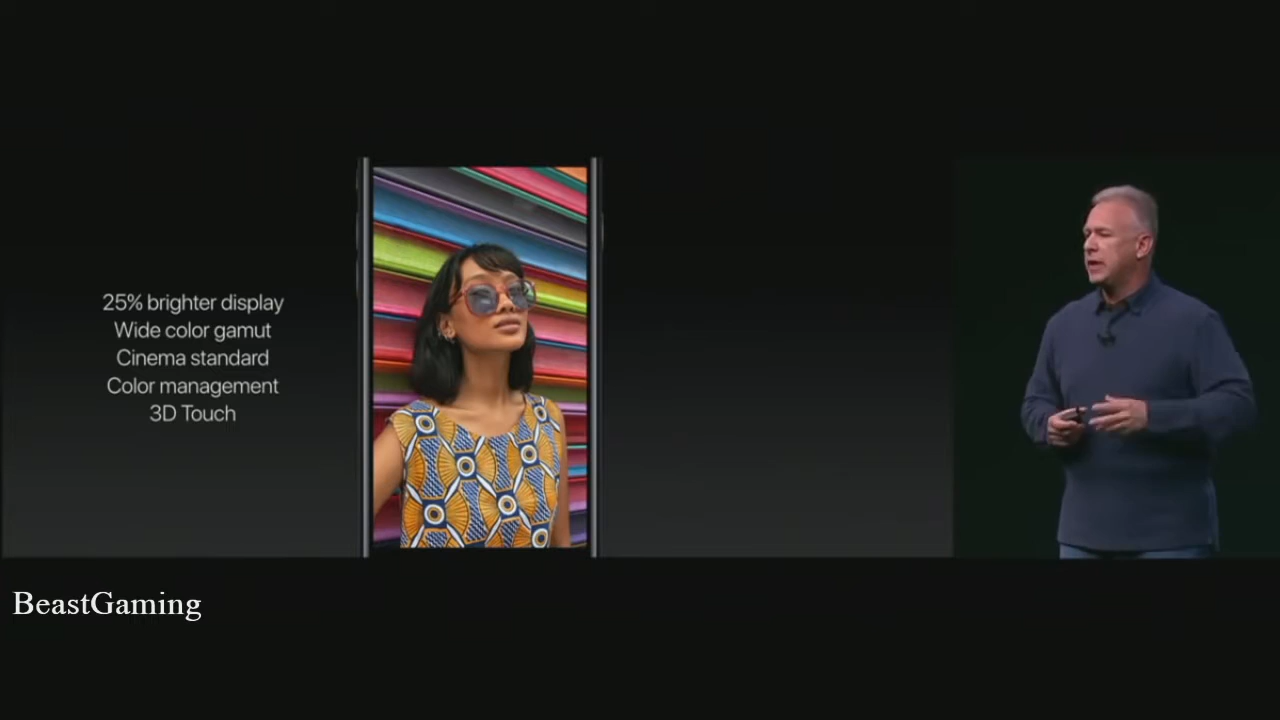 25% brighter display
Wide color gamut
Cinema standard
Color management
3D Touch
BeastGaming